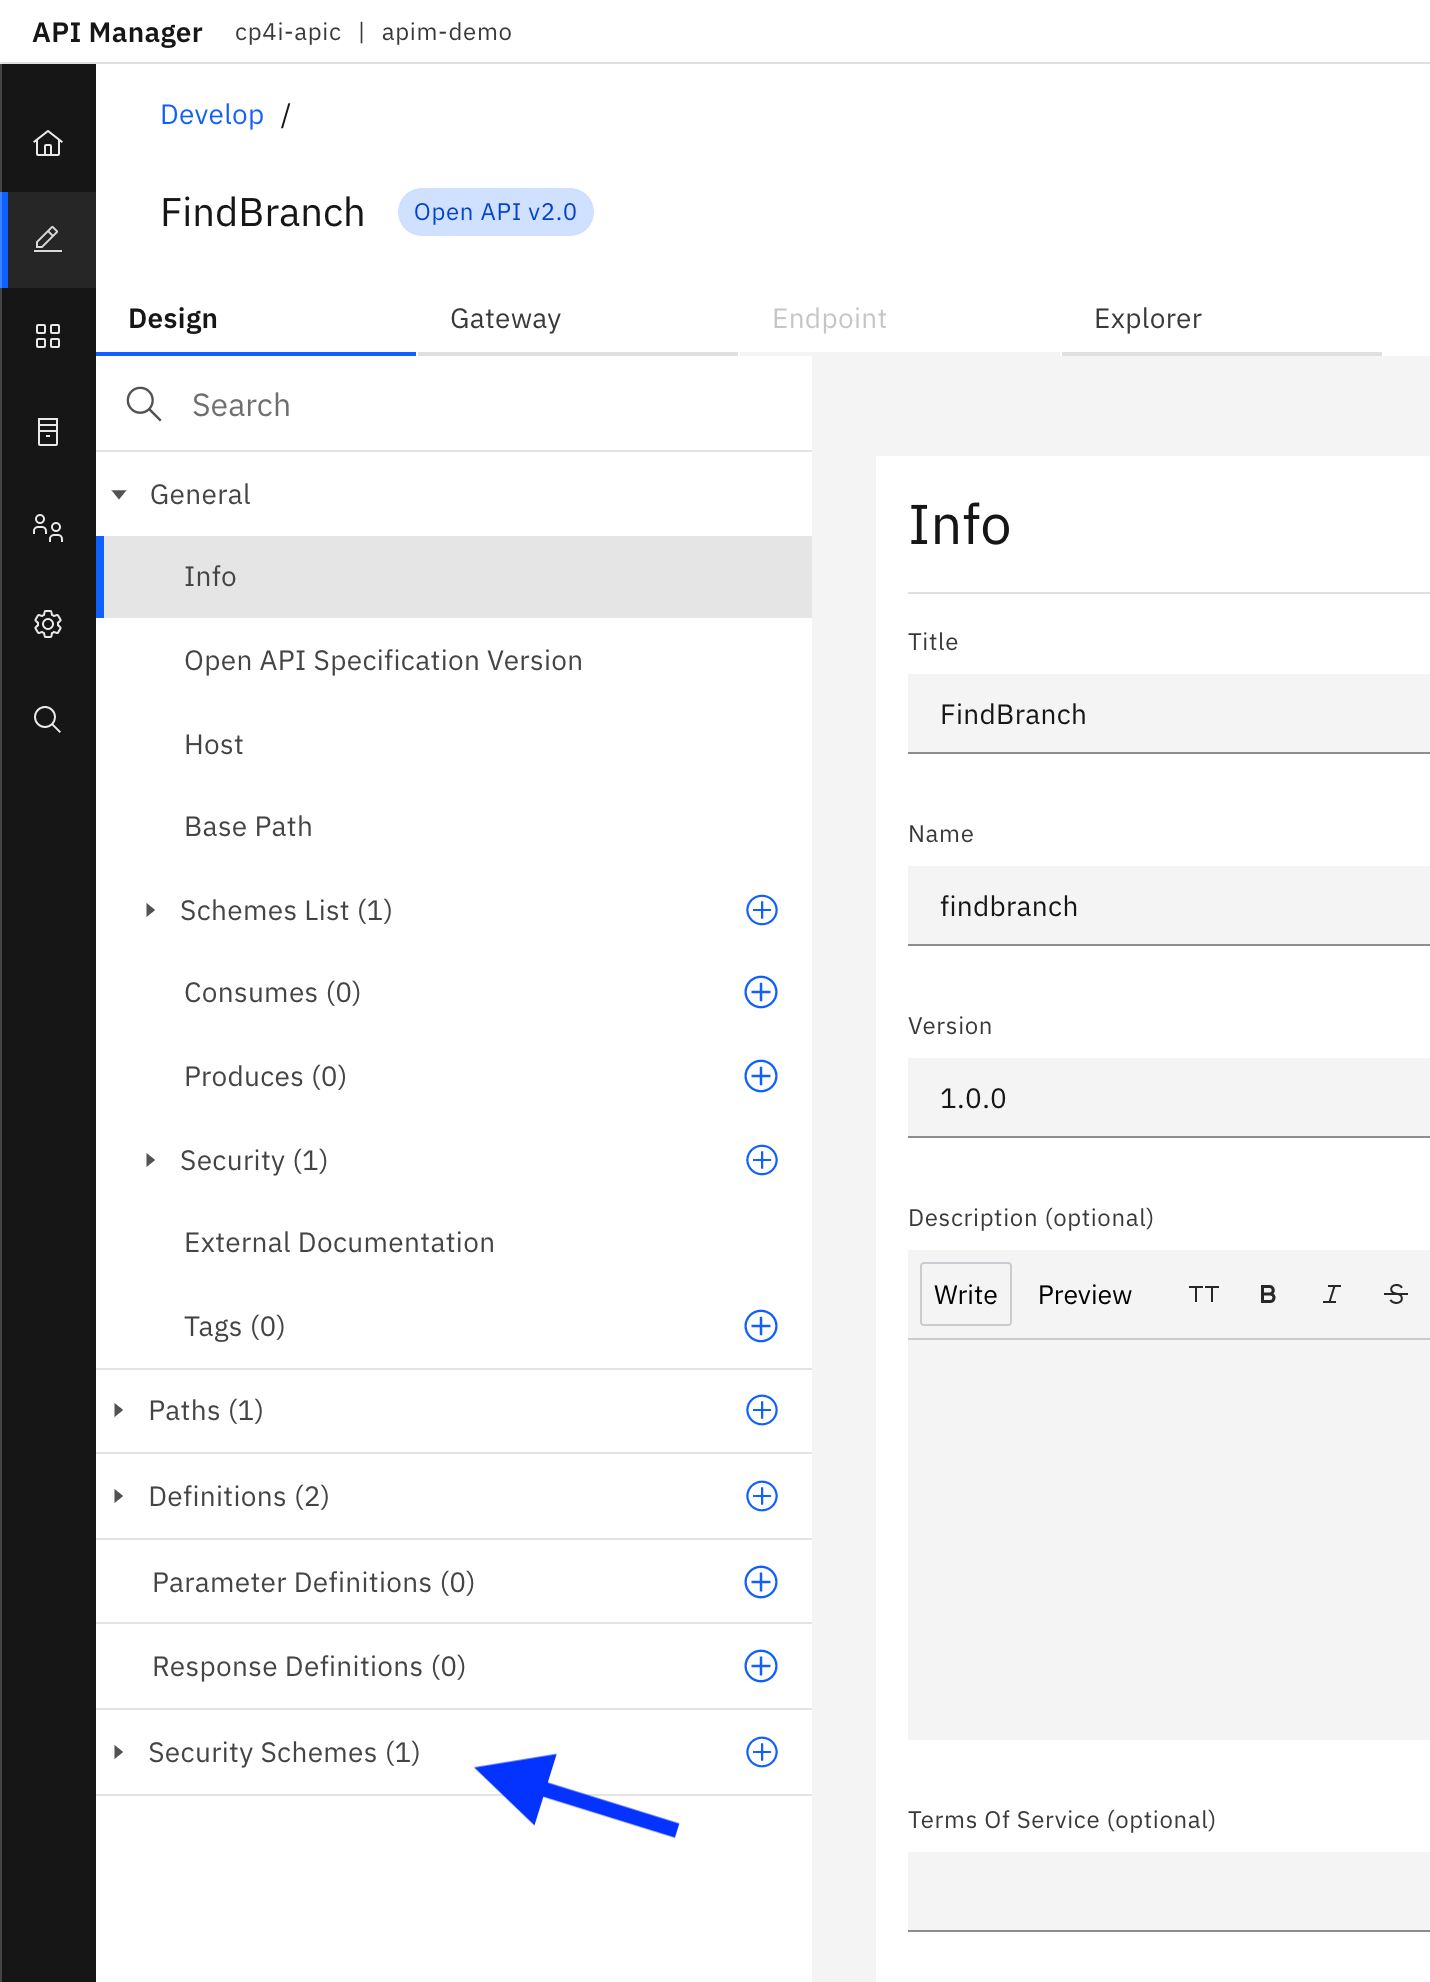 API Manager cp4i-apic | apim-demo
Develop /
FindBranch Open API v2.0
Design Gateway Endpoint Explorer
Search
General
Info
Open API Specification Version
Host
Base Path
Schemes List (1)
Consumes (0)
Produces (0)
Security (1)
External Documentation
Tags (0)
Paths (1)
Definitions (2)
Parameter Definitions (0)
Response Definitions (0)
Security Schemes (1)
Info
Title
FindBranch
Name
findbranch
Version
1.0.0
Description (optional)
Write Preview TT B I S
Terms Of Service (optional)